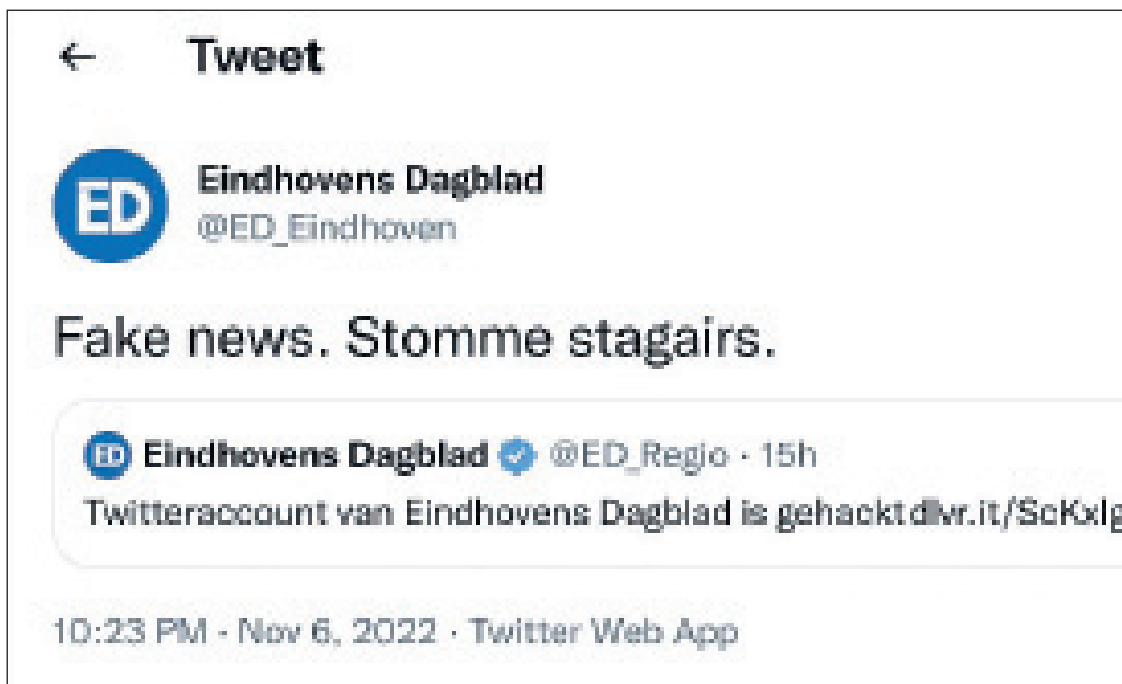 ← Tweet
ED
Eindhovens Dagblad
@ED_Eindhoven
Fake news. Stomme stagairs.
ED Eindhovens Dagblad @ED_Regio · 15h
Twitteraccount van Eindhovens Dagblad is gehackt
10:23 PM · Nov 6, 2022 · Twitter Web App